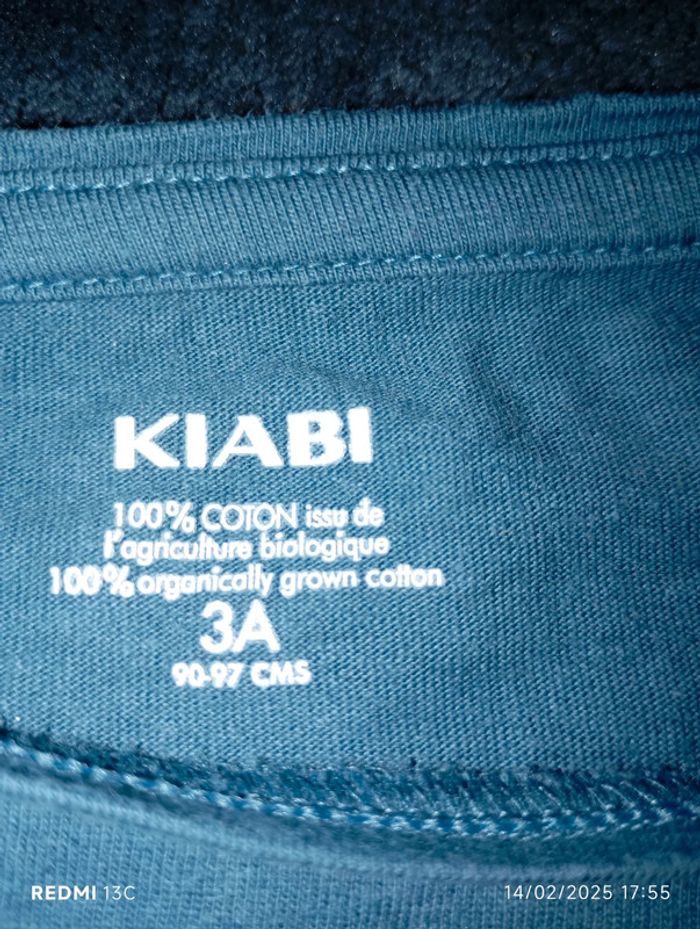 KIABI
100% COTON issu de
l'agriculture biologique
100% organically grown cotton
3A
90-97 CMS
REDMI 13C
14/02/2025 17:55